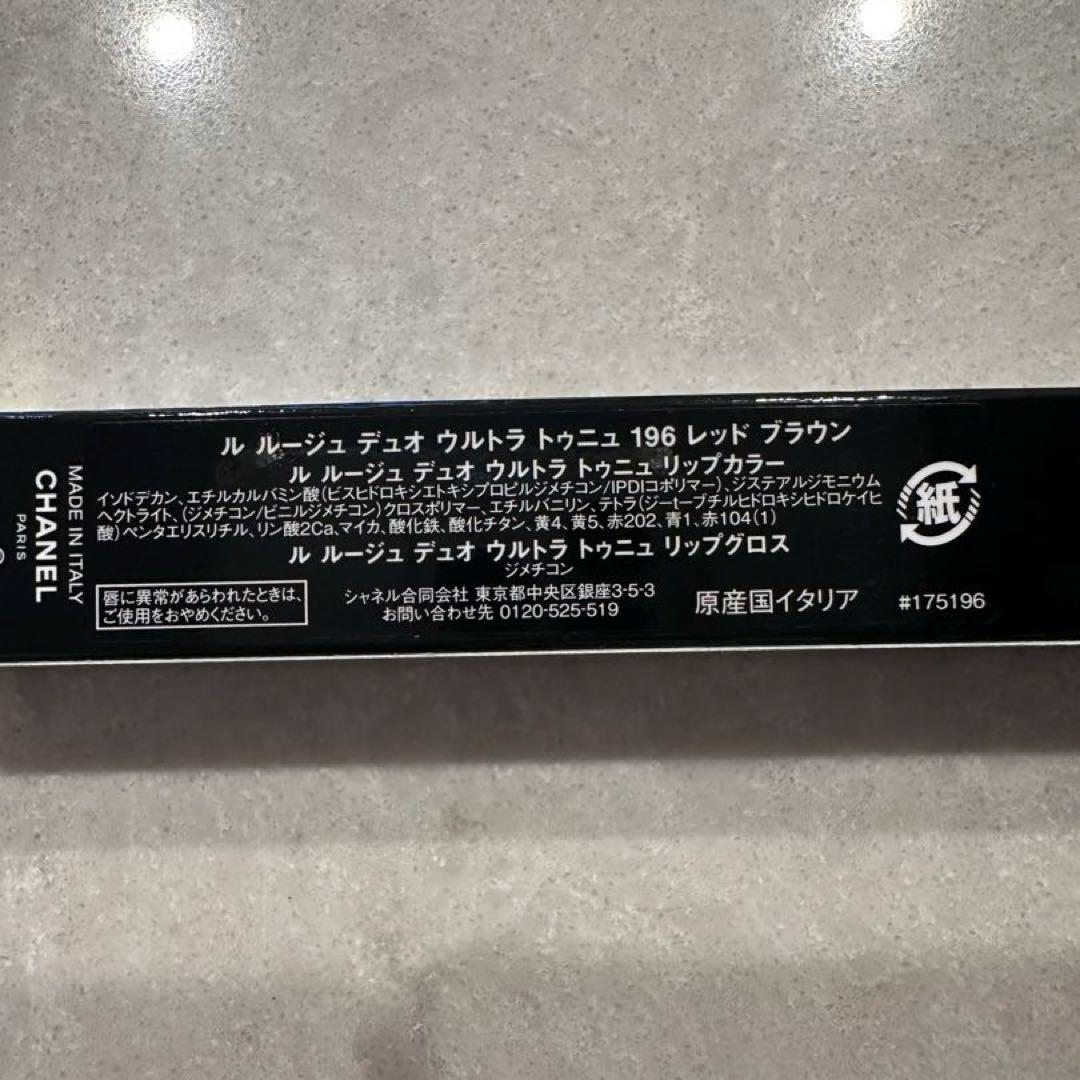 ル ルージュ デュオ ウルトラ トゥニュ 196 レッド ブラウン
ル ルージュ デュオ ウルトラ トゥニュ リップカラー
イソドデカン、エチルカルバミン酸(ビスヒドロキシエトキシプロピルジメチコン/IPDIコポリマー)、ジステアルジモニウム
ヘクトライト、(ジメチコン/ビニルジメチコン)クロスポリマー、エチルバニリン、テトラ(ジーtーブチルヒドロキシヒドロケイヒ
酸)ペンタエリスリチル、リン酸2Ca、マイカ、酸化鉄、酸化チタン、黄4、黄5、赤202、青1、赤104(1)
ル ルージュ デュオ ウルトラ トゥニュ リップグロス
ジメチコン
唇に異常があらわれたときは、
ご使用をおやめください。
シャネル合同会社 東京都中央区銀座3-5-3
お問い合わせ先 0120-525-519
原産国イタリア
#175196
紙
MADE IN ITALY
CHANEL
PARIS